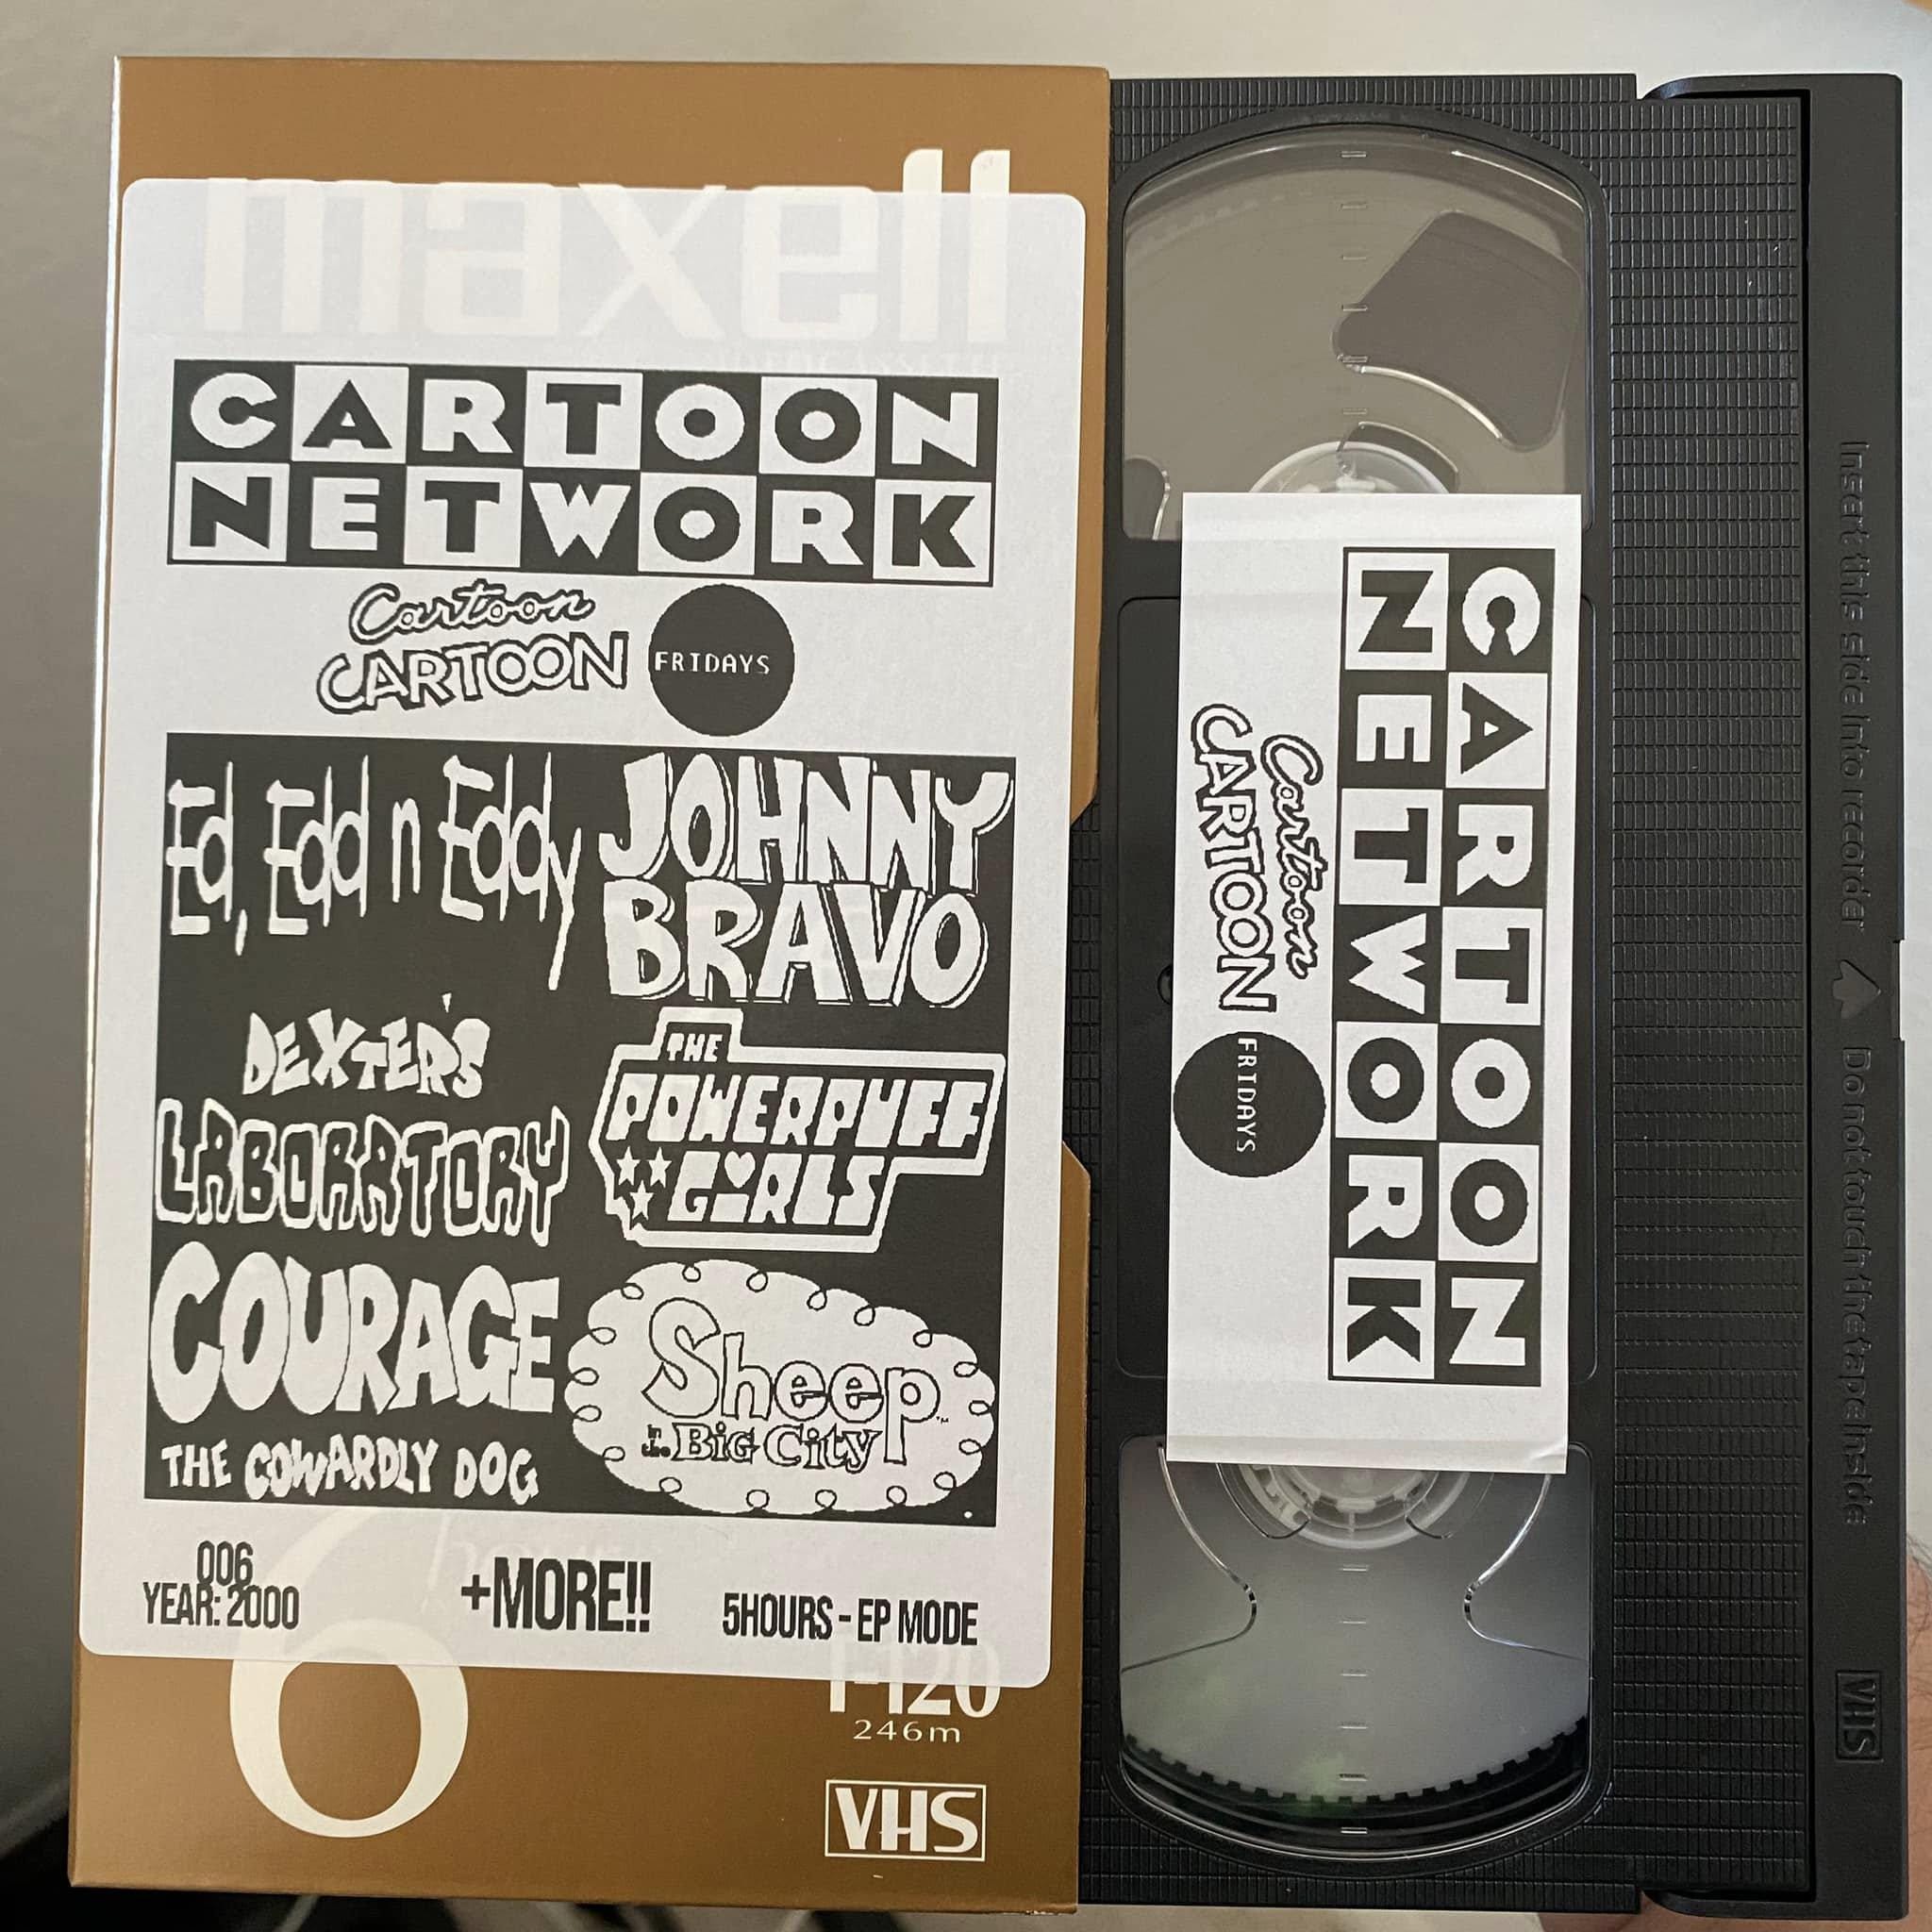 maxell
CARTOON
NETWORK
Cartoon
CARTOON
FRIDAYS
Ed, Edd n Eddy
JOHNNY
BRAVO
DEXTER'S
LABORATORY
THE
POWERPUFF
GIRLS
COURAGE
THE COWARDLY DOG
Sheep
in the Big City
006
YEAR: 2000
+MORE!!
5HOURS - EP MODE
6
T-120
246m
VHS
CARTOON
NETWORK
Cartoon
CARTOON
FRIDAYS
Insert this side into recorder
Do not touch the tape inside
VHS